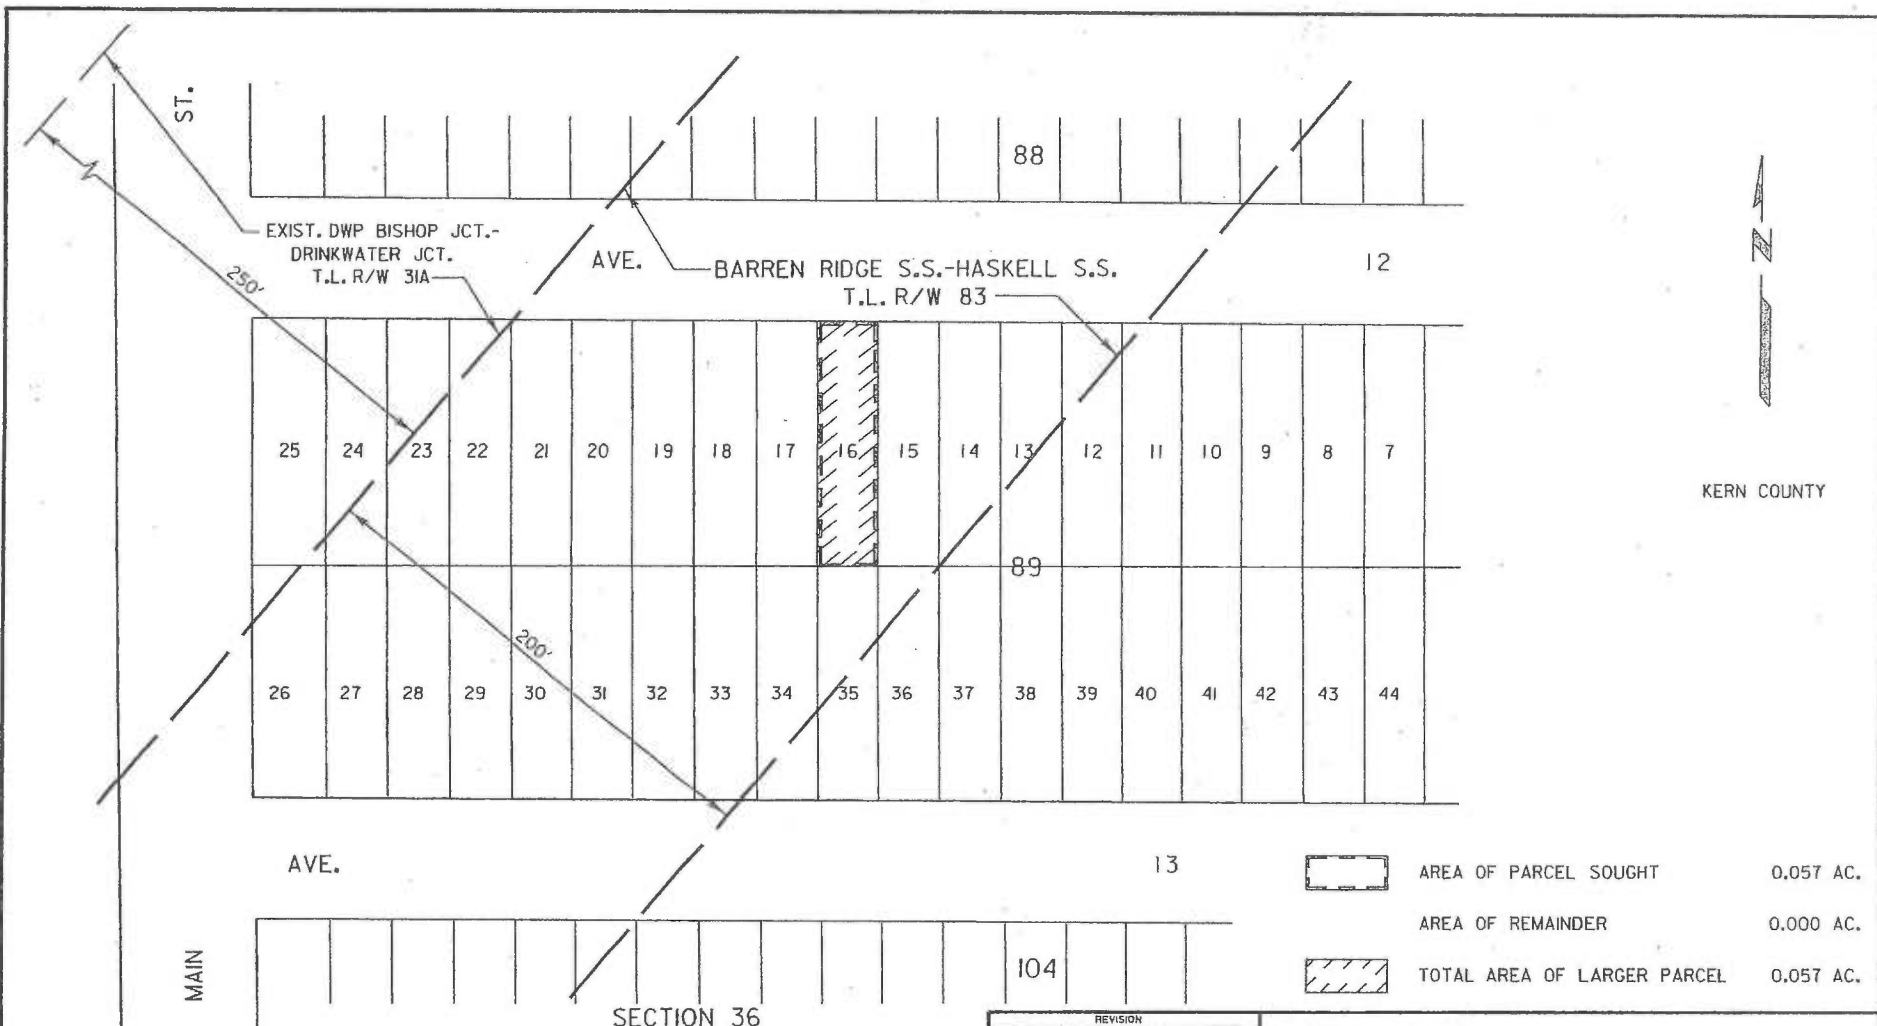 ST.
88
EXIST. DWP BISHOP JCT.-
DRINKWATER JCT.
T.L. R/W 31A
250'
AVE.
BARREN RIDGE S.S.-HASKELL S.S.
T.L. R/W 83
12
N
25 24 23 22 21 20 19 18 17 16 15 14 13 12 11 10 9 8 7
KERN COUNTY
89
200'
26 27 28 29 30 31 32 33 34 35 36 37 38 39 40 41 42 43 44
AVE.
13
AREA OF PARCEL SOUGHT 0.057 AC.
AREA OF REMAINDER 0.000 AC.
TOTAL AREA OF LARGER PARCEL 0.057 AC.
MAIN
104
SECTION 36
REVISION